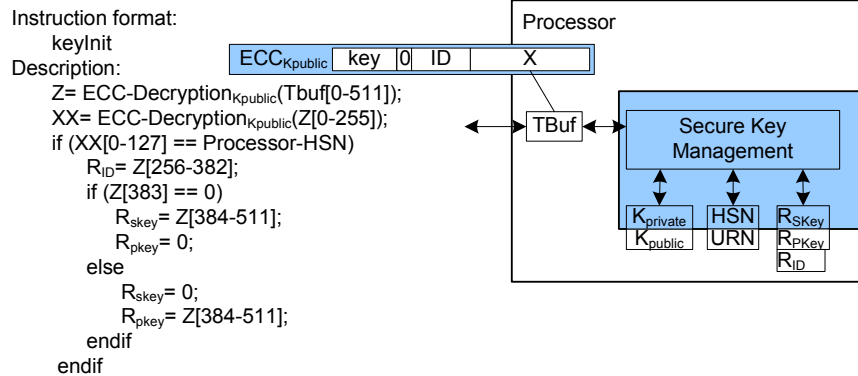 Instruction format:
keyInit
Description:
Z= ECC-Decryption_Kpublic(Tbuf[0-511]);
XX= ECC-Decryption_Kpublic(Z[0-255]);
if (XX[0-127] == Processor-HSN)
R_ID= Z[256-382];
if (Z[383] == 0)
R_skey= Z[384-511];
R_pkey= 0;
else
R_skey= 0;
R_pkey= Z[384-511];
endif
endif
ECC_Kpublic key 0 ID X
Processor
TBuf
Secure Key
Management
K_private HSN R_SKey
K_public URN R_PKey
R_ID